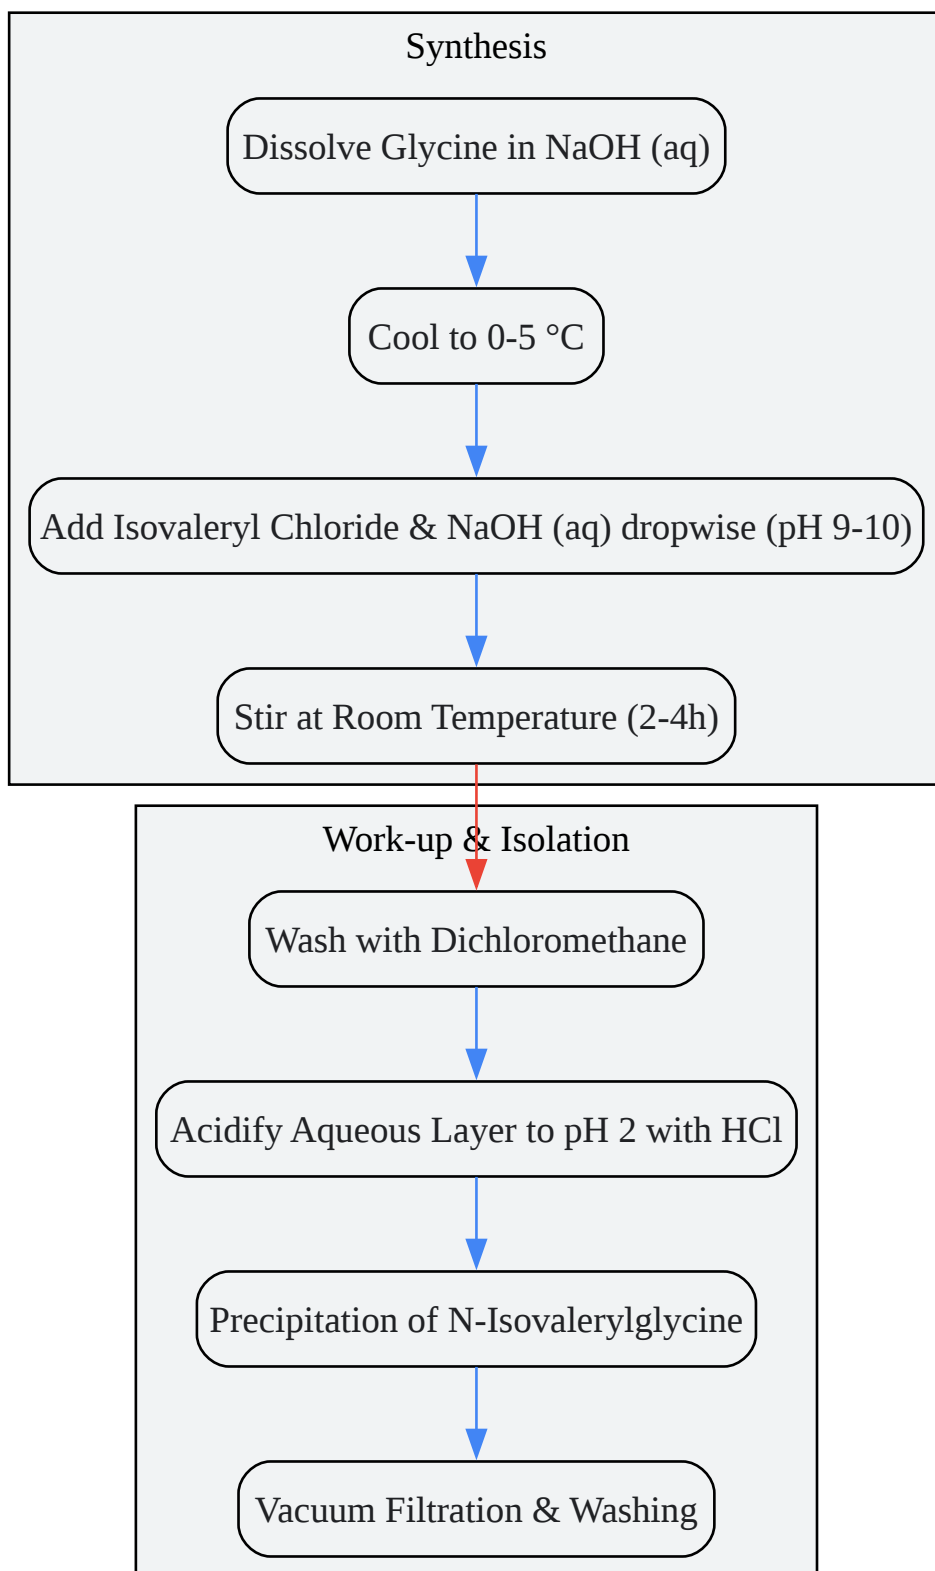 Synthesis
Dissolve Glycine in NaOH (aq)
Cool to 0-5 °C
Add Isovaleryl Chloride & NaOH (aq) dropwise (pH 9-10)
Stir at Room Temperature (2-4h)
Work-up & Isolation
Wash with Dichloromethane
Acidify Aqueous Layer to pH 2 with HCl
Precipitation of N-Isovalerylglycine
Vacuum Filtration & Washing